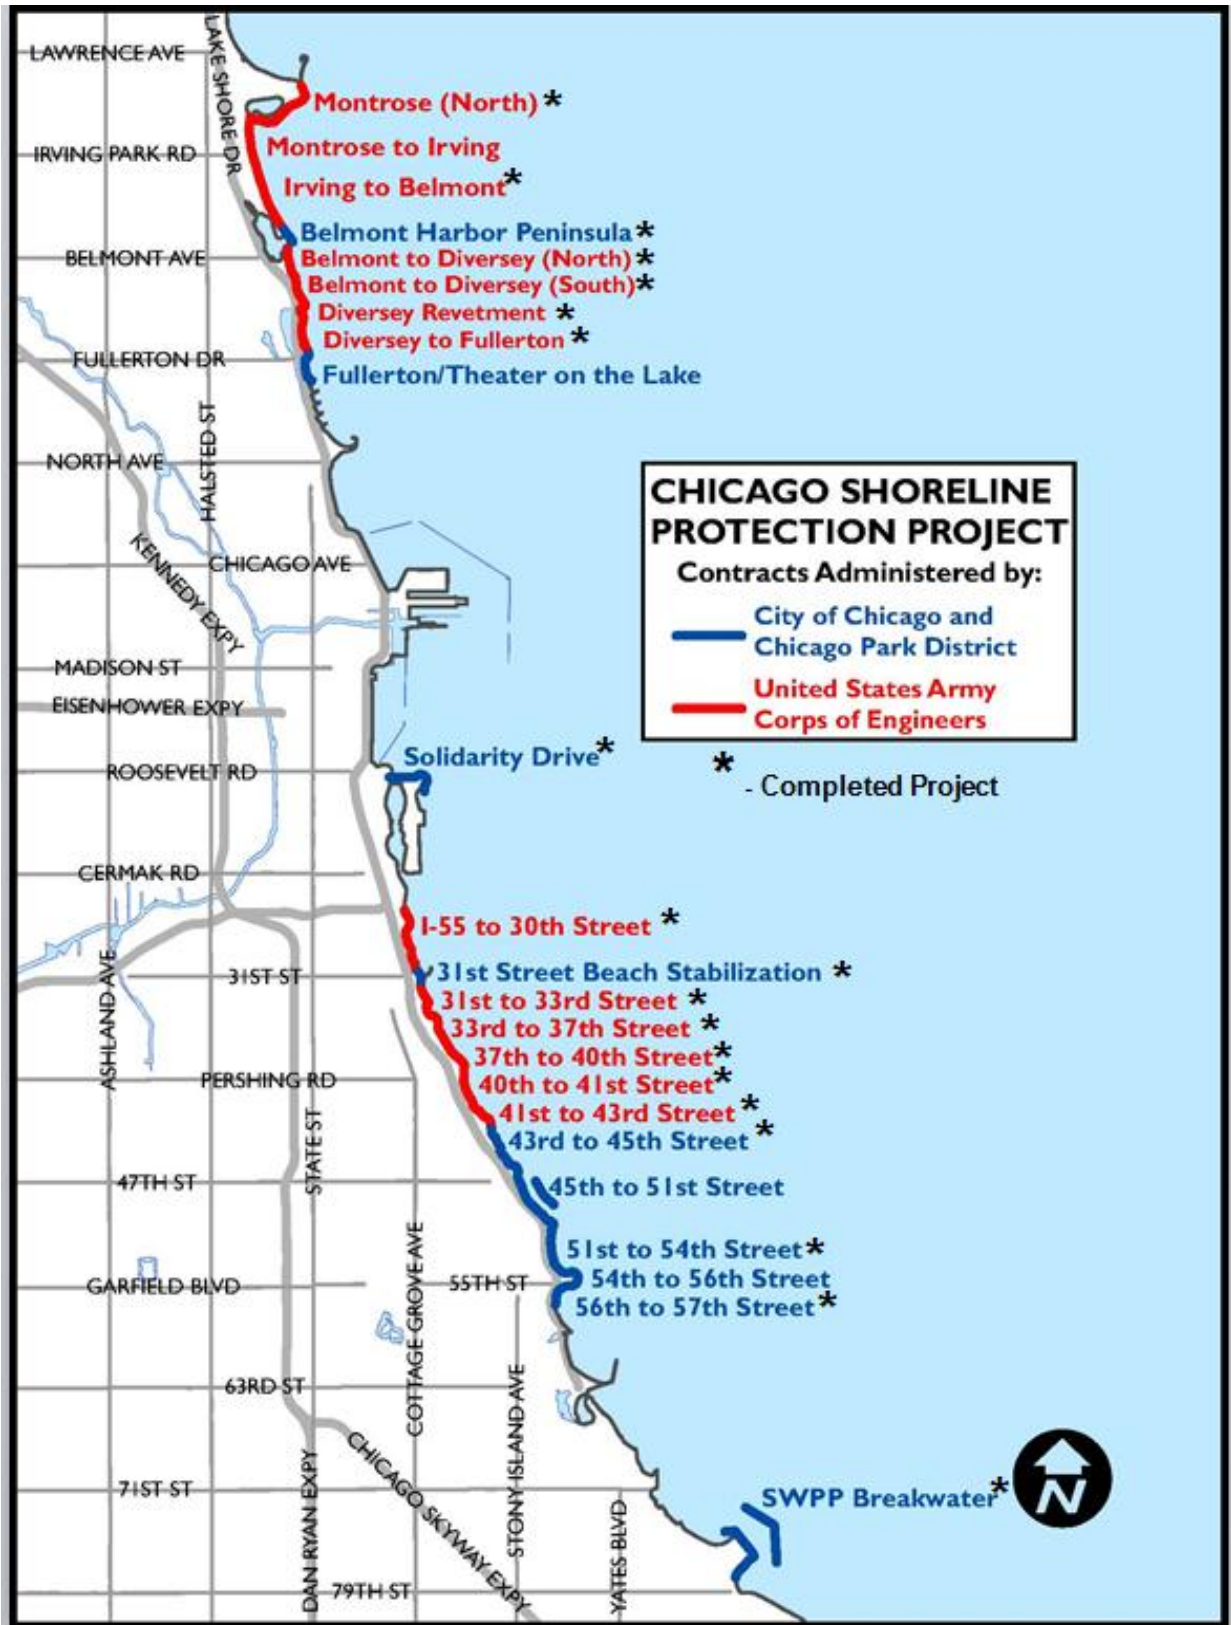 LAWRENCE AVE
LAKE SHORE DR
Montrose (North) *
IRVING PARK RD
Montrose to Irving
Irving to Belmont*
Belmont Harbor Peninsula *
BELMONT AVE
Belmont to Diversey (North) *
Belmont to Diversey (South)*
Diversey Revetment *
Diversey to Fullerton *
FULLERTON DR
Fullerton/Theater on the Lake
HALSTED ST
NORTH AVE
CHICAGO SHORELINE
PROTECTION PROJECT
Contracts Administered by:
City of Chicago and
Chicago Park District
United States Army
Corps of Engineers
* - Completed Project
KENNEDY EXPY
CHICAGO AVE
MADISON ST
EISENHOWER EXPY
Solidarity Drive*
ROOSEVELT RD
CERMAK RD
I-55 to 30th Street *
31ST ST
31st Street Beach Stabilization *
31st to 33rd Street *
33rd to 37th Street *
ASHLAND AVE
37th to 40th Street*
PERSHING RD
40th to 41st Street*
41st to 43rd Street *
43rd to 45th Street *
STATE ST
47TH ST
45th to 51st Street
51st to 54th Street*
GARFIELD BLVD
55TH ST
54th to 56th Street
56th to 57th Street*
COTTAGE GROVE AVE
63RD ST
STONY ISLAND AVE
CHICAGO SKYWAY EXPY
71ST ST
SWPP Breakwater*
N
DAN RYAN EXPY
YATES BLVD
79TH ST